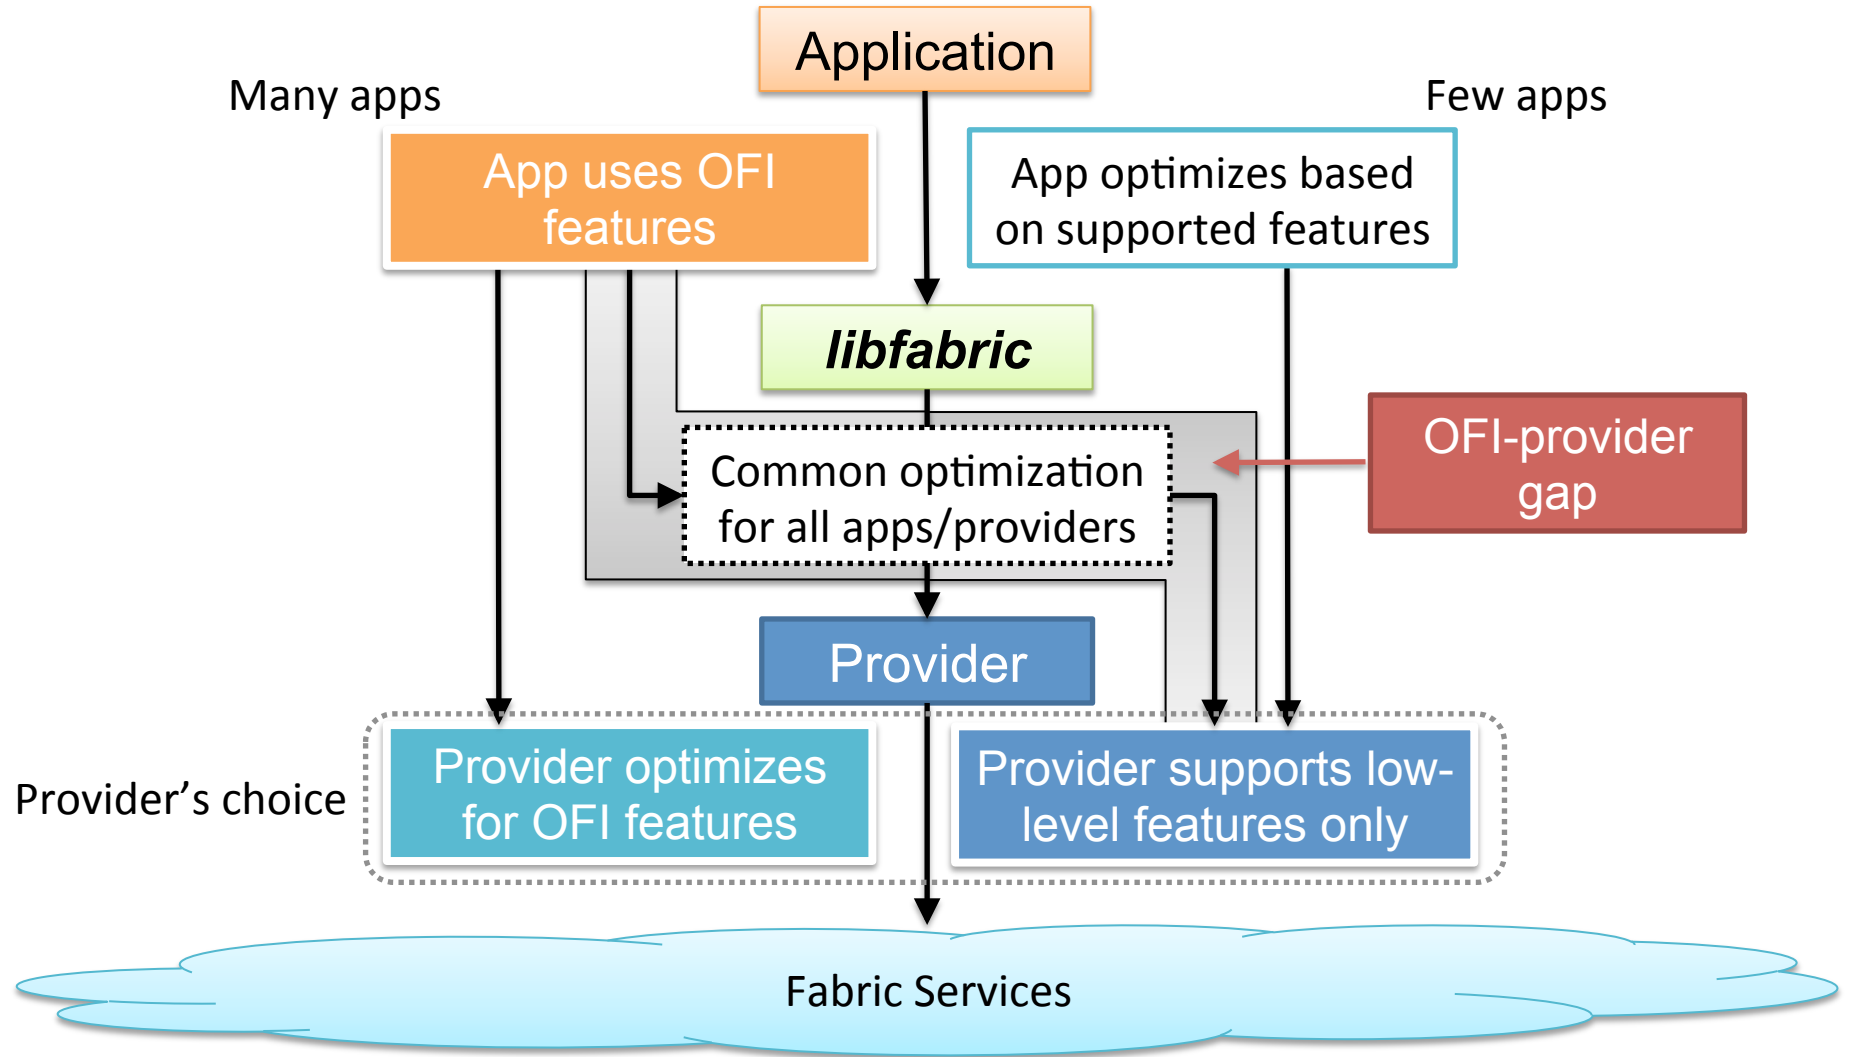 Application
Many apps
Few apps
App uses OFI
features
App optimizes based
on supported features
libfabric
OFI-provider
gap
Common optimization
for all apps/providers
Provider
Provider's choice
Provider optimizes
for OFI features
Provider supports low-
level features only
Fabric Services